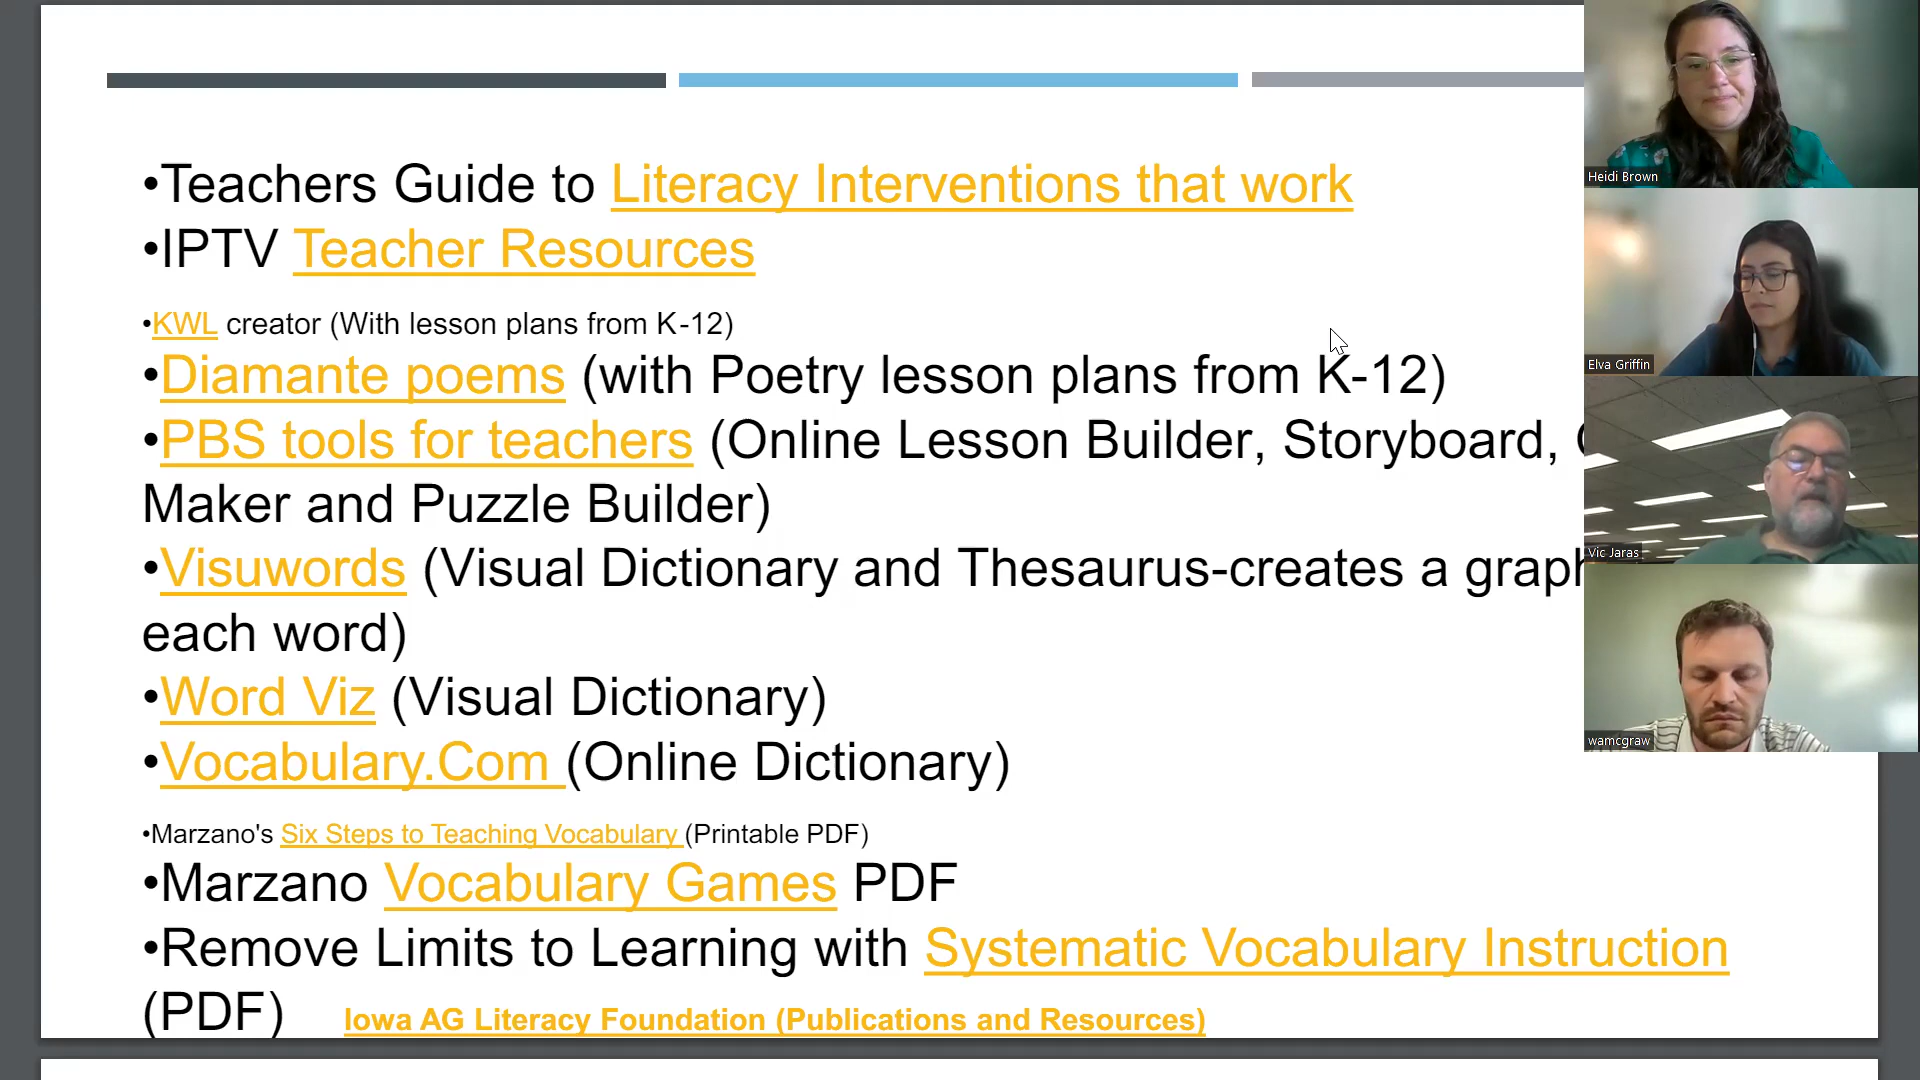 •Teachers Guide to Literacy Interventions that work
•IPTV Teacher Resources
•KWL creator (With lesson plans from K-12)
•Diamante poems (with Poetry lesson plans from K-12)
•PBS tools for teachers (Online Lesson Builder, Storyboard,
Maker and Puzzle Builder)
•Visuwords (Visual Dictionary and Thesaurus-creates a
each word)
•Word Viz (Visual Dictionary)
•Vocabulary.Com (Online Dictionary)
•Marzano's Six Steps to Teaching Vocabulary (Printable PDF)
•Marzano Vocabulary Games PDF
•Remove Limits to Learning with Systematic Vocabulary Instruction
(PDF) Iowa AG Literacy Foundation (Publications and Resources)
Heidi Brown
Elva Griffin
Vic Jaras
wamcgraw